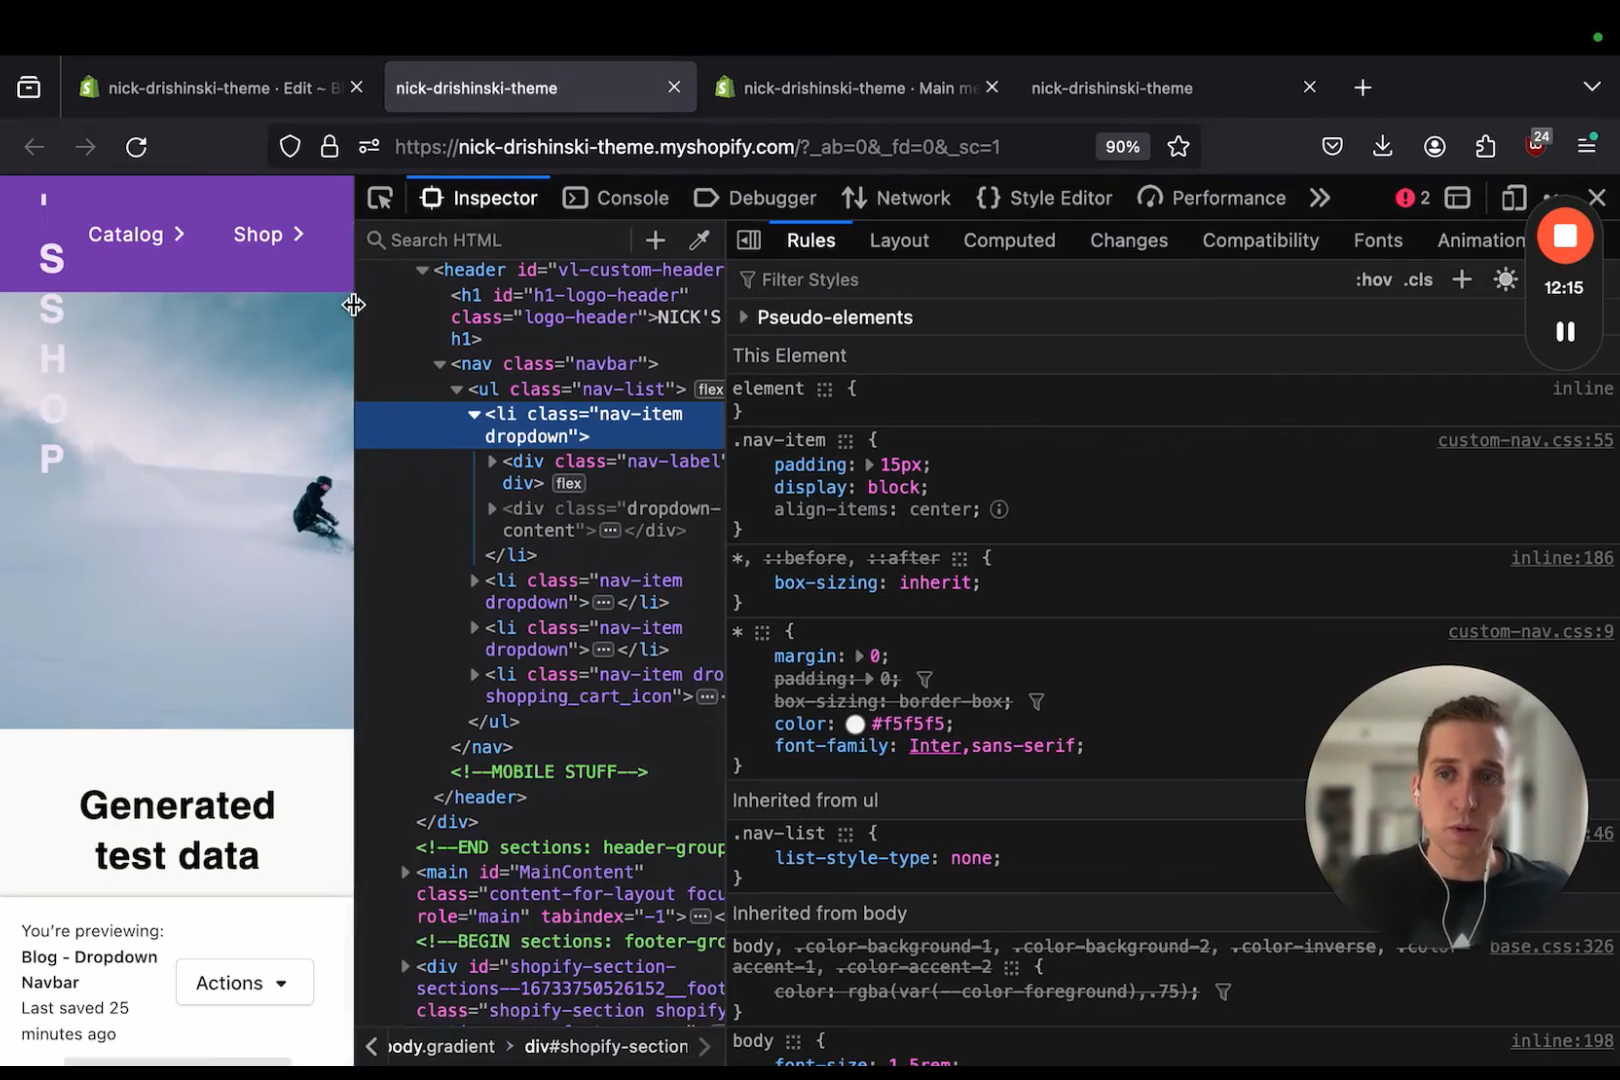 nick-drishinski-theme · Edit ~ B
nick-drishinski-theme
nick-drishinski-theme · Main me
nick-drishinski-theme
https://nick-drishinski-theme.myshopify.com/?_ab=0&_fd=0&_sc=1
90%
24
Catalog
Shop
'
S
S
H
O
P
Generated
test data
You're previewing:
Blog - Dropdown
Navbar
Last saved 25
minutes ago
Actions
Inspector
Console
Debugger
Network
{} Style Editor
Performance
2
Search HTML
<header id="vl-custom-header
<h1 id="h1-logo-header"
class="logo-header">NICK'S
h1>
<nav class="navbar">
<ul class="nav-list"> flex
<li class="nav-item
dropdown">
<div class="nav-label"
div> flex
<div class="dropdown-
content">⋯</div>
</li>
<li class="nav-item
dropdown">⋯</li>
<li class="nav-item
dropdown">⋯</li>
<li class="nav-item dro
shopping_cart_icon">⋯
</ul>
</nav>
<!--MOBILE STUFF-->
</header>
</div>
<!--END sections: header-group
<main id="MainContent"
class="content-for-layout focu
role="main" tabindex="-1">⋯<
<!--BEGIN sections: footer-gro
<div id="shopify-section-
sections--16733750526152__foot
class="shopify-section shopify
body.gradient > div#shopify-section
Rules
Layout
Computed
Changes
Compatibility
Fonts
Animation
Filter Styles
:hov .cls +
Pseudo-elements
This Element
element { inline
}
.nav-item { custom-nav.css:55
padding: 15px;
display: block;
align-items: center;
}
*, ::before, ::after { inline:186
box-sizing: inherit;
}
* { custom-nav.css:9
margin: 0;
padding: 0;
box-sizing: border-box;
color: #f5f5f5;
font-family: Inter,sans-serif;
}
Inherited from ul
.nav-list { 46
list-style-type: none;
}
Inherited from body
body, .color-background-1, .color-background-2, .color-inverse, .color base.css:326
accent-1, .color-accent-2 {
color: rgba(var(--color-foreground),.75);
}
body { inline:198
font-size: 1.5rem;
12:15